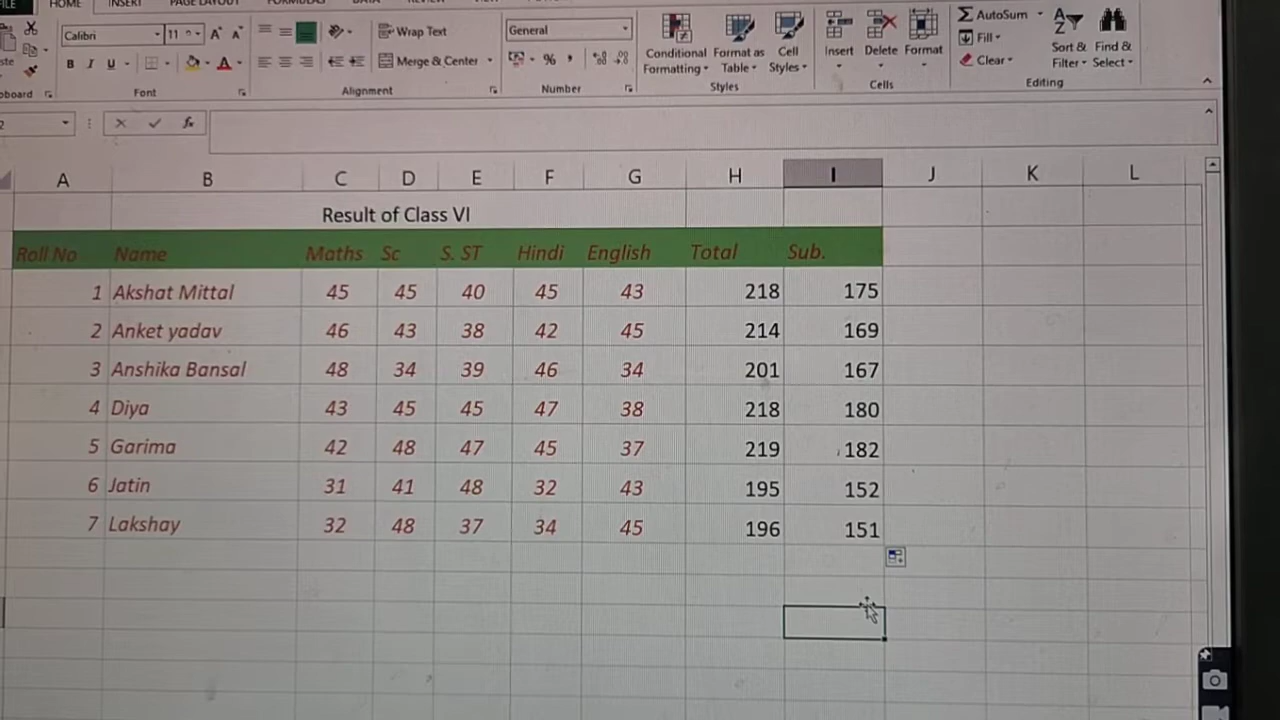 FILE HOME INSERT PAGE LAYOUT FORMULAS
Calibri 11 A A Wrap Text General AutoSum
B I U A Merge & Center % Conditional Formatting Format as Table Cell Styles Insert Delete Format Fill Clear Sort & Filter Find & Select
Font Alignment Number Styles Cells Editing
fx
A B C D E F G H I J K L
Result of Class VI
Roll No Name Maths Sc S. ST Hindi English Total Sub.
1 Akshat Mittal 45 45 40 45 43 218 175
2 Anket yadav 46 43 38 42 45 214 169
3 Anshika Bansal 48 34 39 46 34 201 167
4 Diya 43 45 45 47 38 218 180
5 Garima 42 48 47 45 37 219 182
6 Jatin 31 41 48 32 43 195 152
7 Lakshay 32 48 37 34 45 196 151